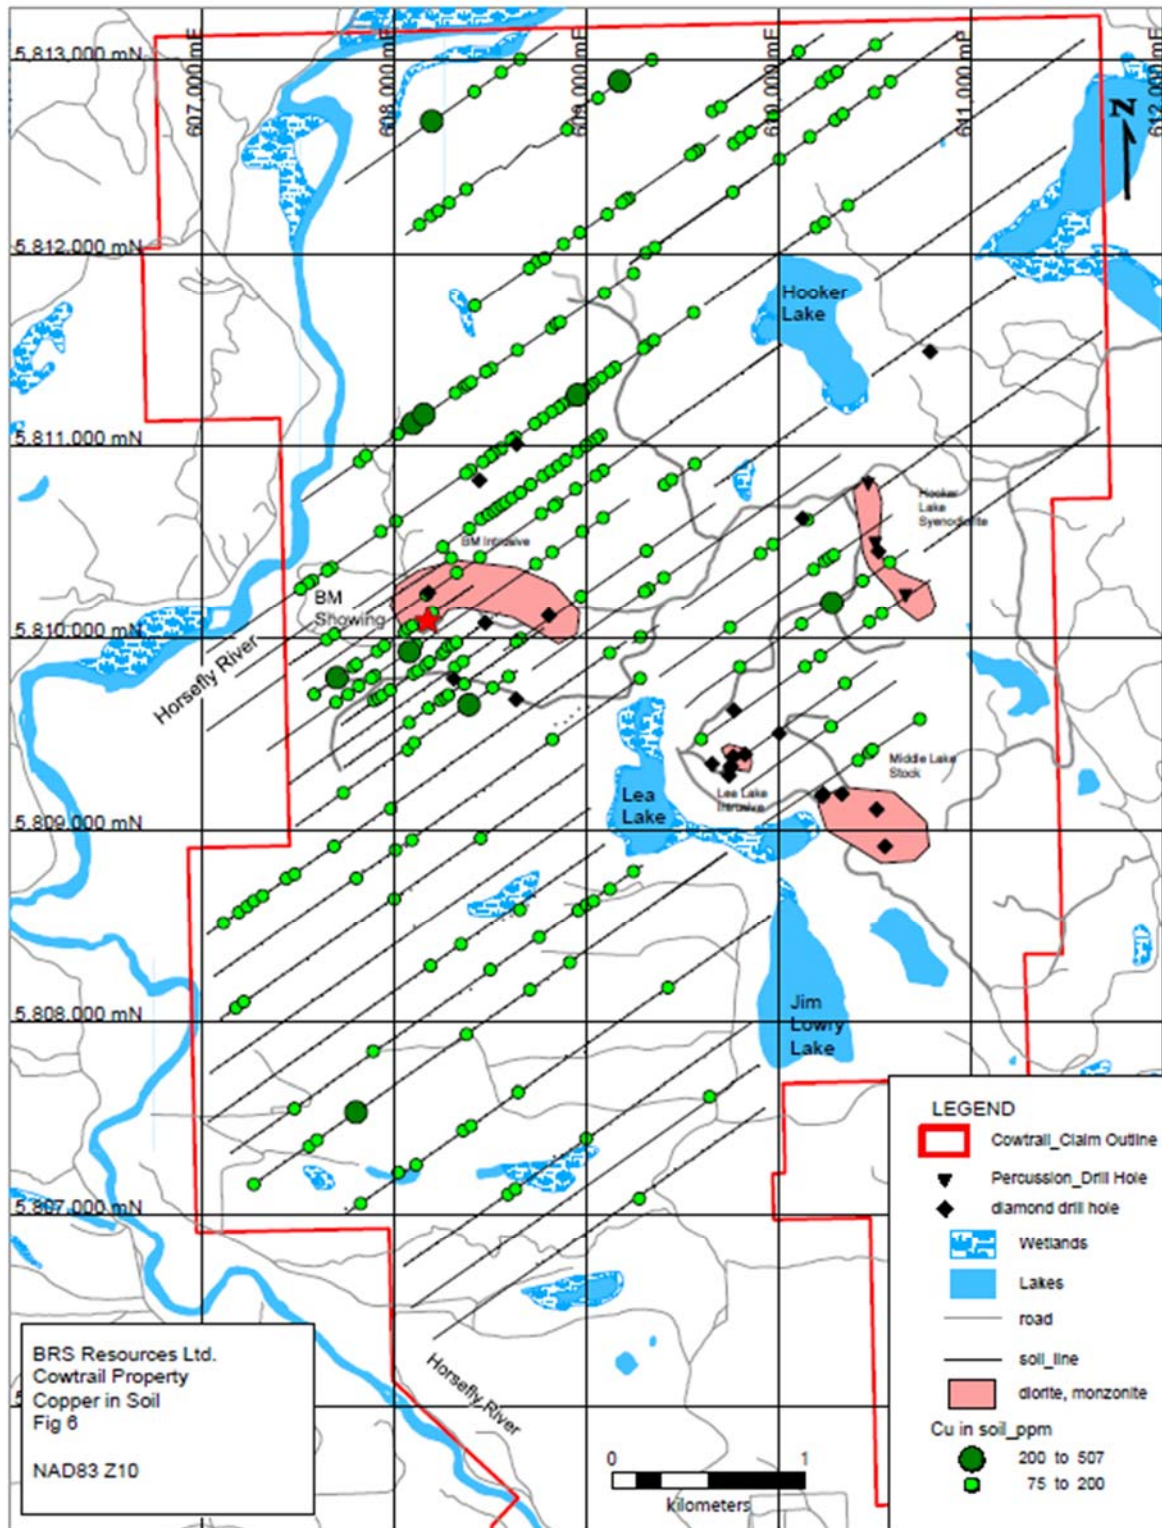 5,813,000 mN
607,000 mE
608,000 mE
609,000 mE
610,000 mE
611,000 mE
612,000 mE
N
5,812,000 mN
Hooker
Lake
5,811,000 mN
Hooker
Lake
Syenodiorite
BM Intrusive
BM
Showing
5,810,000 mN
Horsefly River
Middle Lake
Stock
Lea Lake
Intrusive
Lea
Lake
5,809,000 mN
5,808,000 mN
Jim
Lowry
Lake
5,807,000 mN
Horsefly River
BRS Resources Ltd.
Cowtrail Property
Copper in Soil
Fig 6
NAD83 Z10
0 1
kilometers
LEGEND
Cowtrail_Claim Outline
Percussion_Drill Hole
diamond drill hole
Wetlands
Lakes
road
soil_line
diorite, monzonite
Cu in soil_ppm
200 to 507
75 to 200